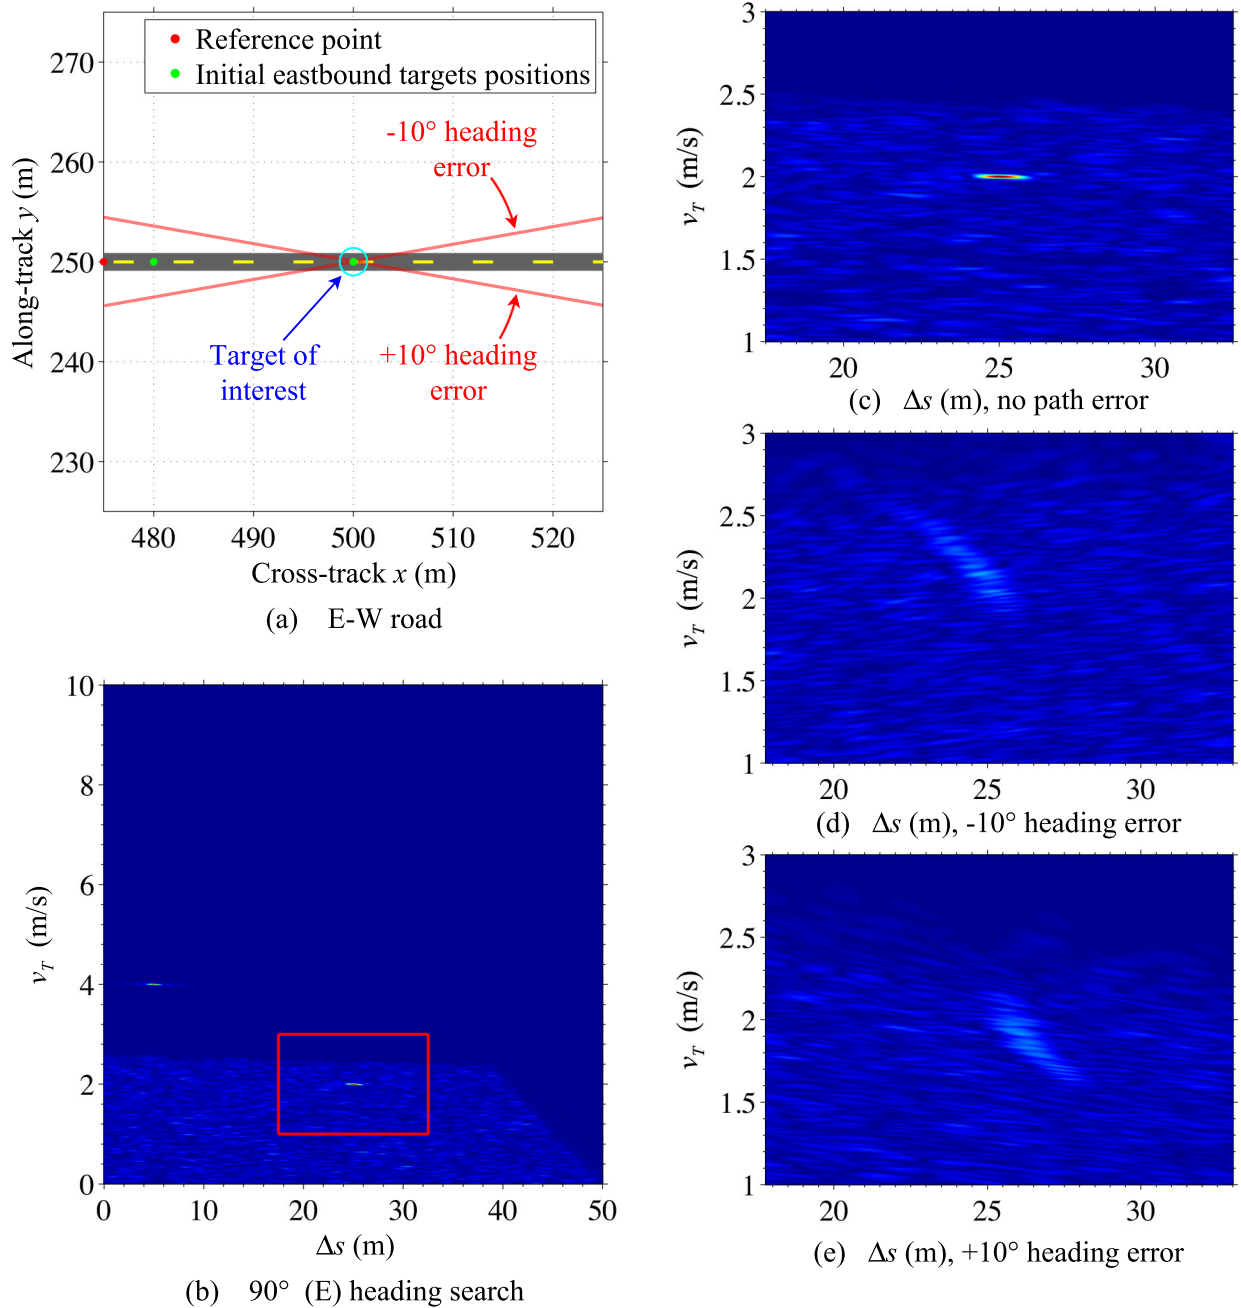 Reference point
Initial eastbound targets positions
270
260
250
240
230
Along-track y (m)
-10° heading
error
Target of
interest
+10° heading
error
480
490
500
510
520
Cross-track x (m)
(a) E-W road
10
8
6
4
2
0
v_T (m/s)
0
10
20
30
40
50
Δs (m)
(b) 90° (E) heading search
3
2.5
2
1.5
1
v_T (m/s)
20
25
30
(c) Δs (m), no path error
3
2.5
2
1.5
1
v_T (m/s)
20
25
30
(d) Δs (m), -10° heading error
3
2.5
2
1.5
1
v_T (m/s)
20
25
30
(e) Δs (m), +10° heading error